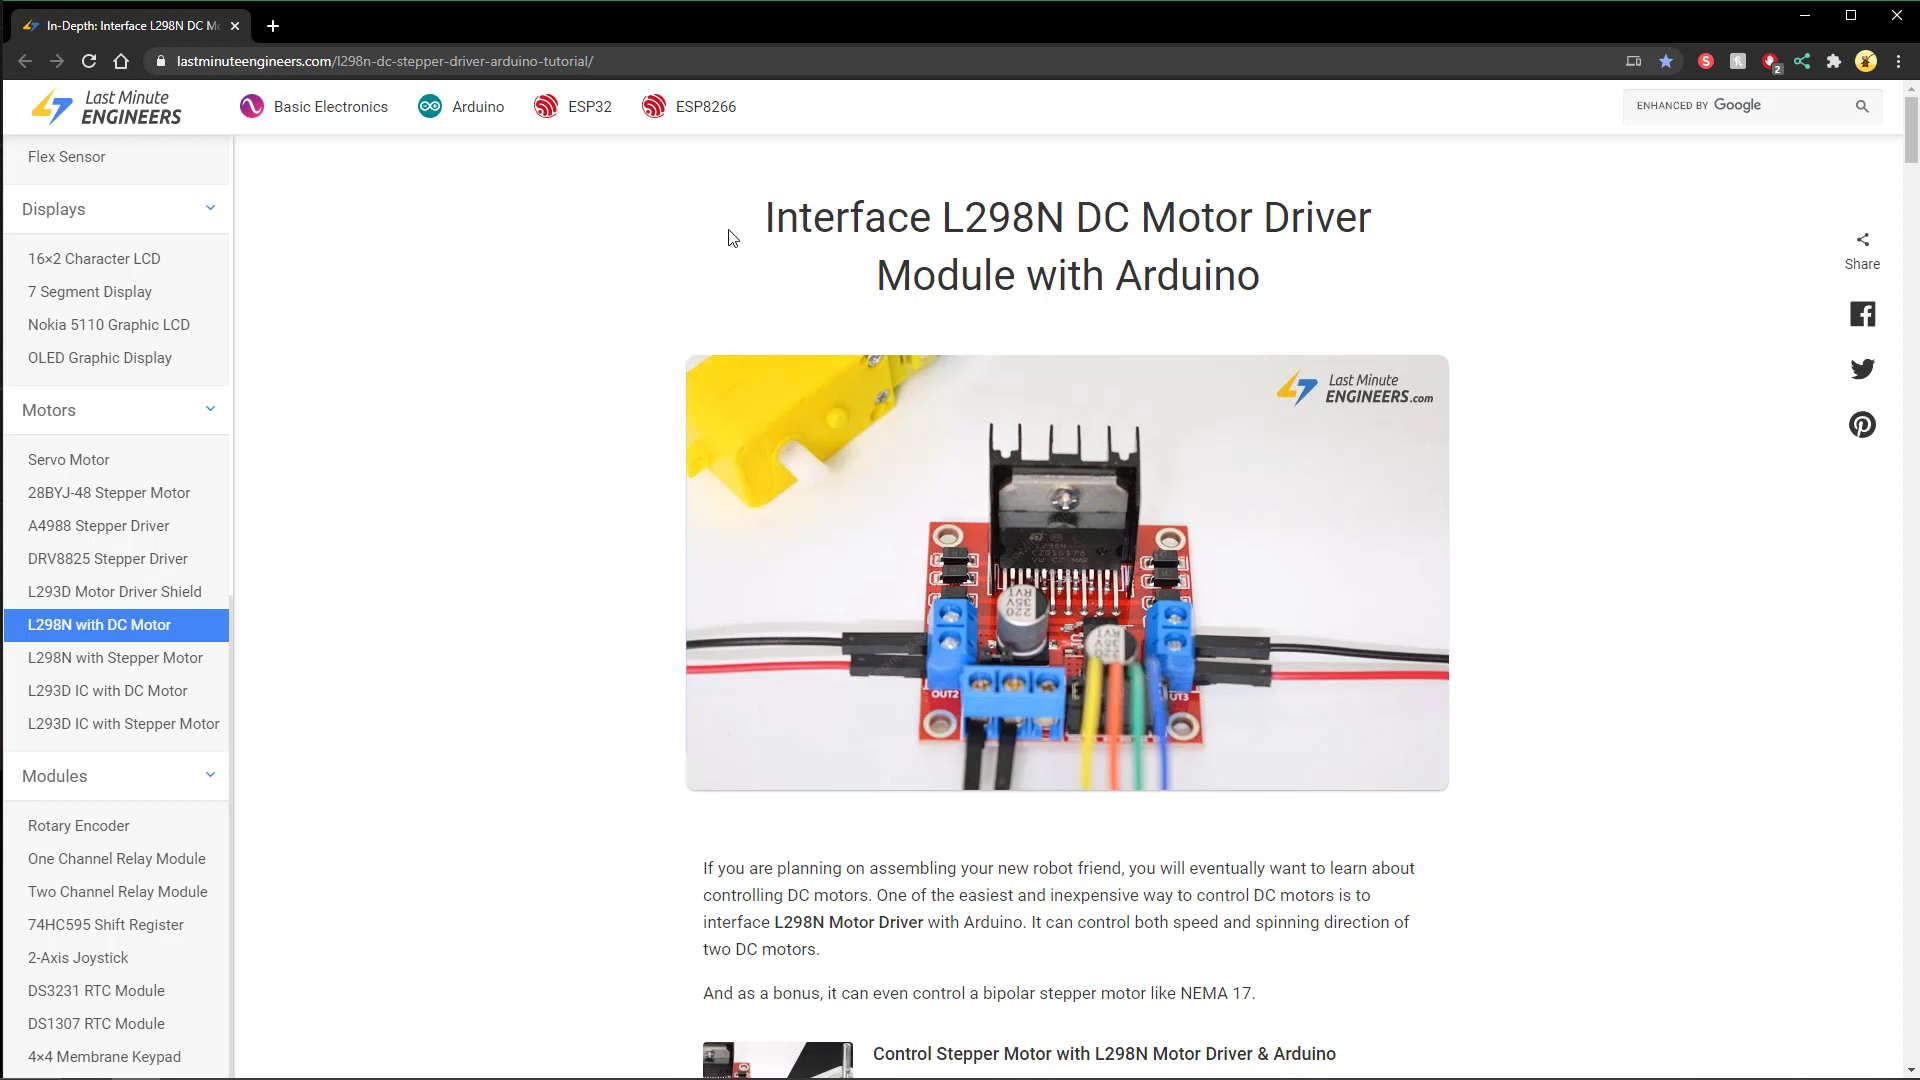 In-Depth: Interface L298N DC Mo
lastminuteengineers.com/l298n-dc-stepper-driver-arduino-tutorial/
2
Last Minute
ENGINEERS
Basic Electronics
Arduino
ESP32
ESP8266
ENHANCED BY Google
Flex Sensor
Displays
16×2 Character LCD
7 Segment Display
Nokia 5110 Graphic LCD
OLED Graphic Display
Motors
Servo Motor
28BYJ-48 Stepper Motor
A4988 Stepper Driver
DRV8825 Stepper Driver
L293D Motor Driver Shield
L298N with DC Motor
L298N with Stepper Motor
L293D IC with DC Motor
L293D IC with Stepper Motor
Modules
Rotary Encoder
One Channel Relay Module
Two Channel Relay Module
74HC595 Shift Register
2-Axis Joystick
DS3231 RTC Module
DS1307 RTC Module
4×4 Membrane Keypad
Interface L298N DC Motor Driver
Module with Arduino
Share
Last Minute
ENGINEERS.com
L298N
220
35V
RVT
RVT
OUT2
UT3
If you are planning on assembling your new robot friend, you will eventually want to learn about
controlling DC motors. One of the easiest and inexpensive way to control DC motors is to
interface L298N Motor Driver with Arduino. It can control both speed and spinning direction of
two DC motors.
And as a bonus, it can even control a bipolar stepper motor like NEMA 17.
Control Stepper Motor with L298N Motor Driver & Arduino